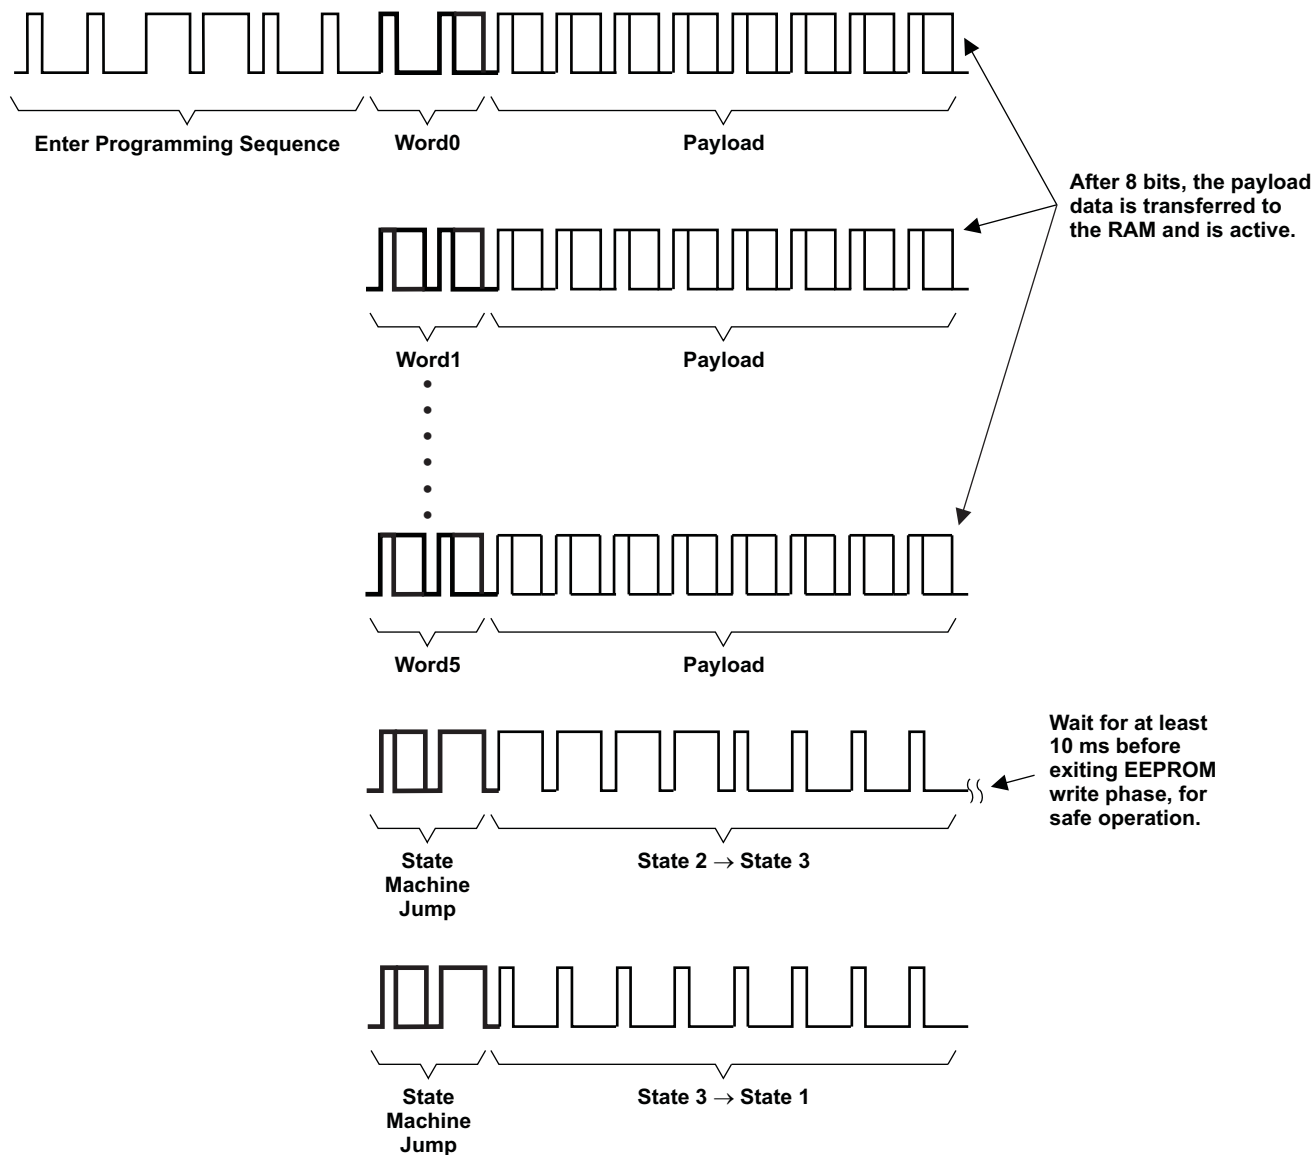 Enter Programming Sequence
Word0
Payload
After 8 bits, the payload
data is transferred to
the RAM and is active.
Word1
Payload
Word5
Payload
Wait for at least
10 ms before
exiting EEPROM
write phase, for
safe operation.
State
Machine
Jump
State 2 → State 3
State
Machine
Jump
State 3 → State 1